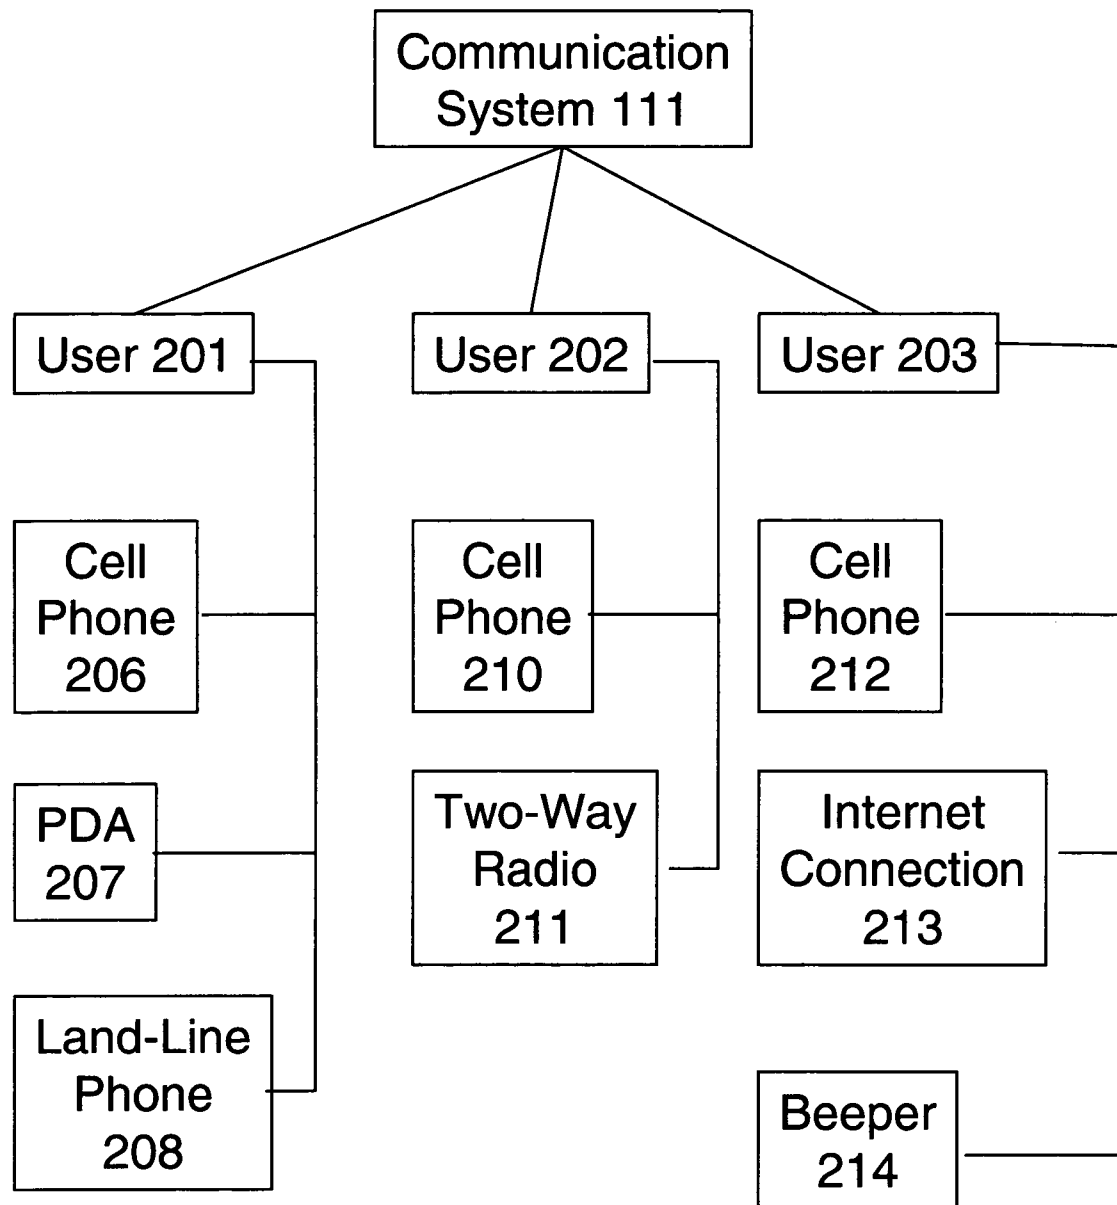 Communication
System 111
User 201
User 202
User 203
Cell
Phone
206
Cell
Phone
210
Cell
Phone
212
PDA
207
Two-Way
Radio
211
Internet
Connection
213
Land-Line
Phone
208
Beeper
214